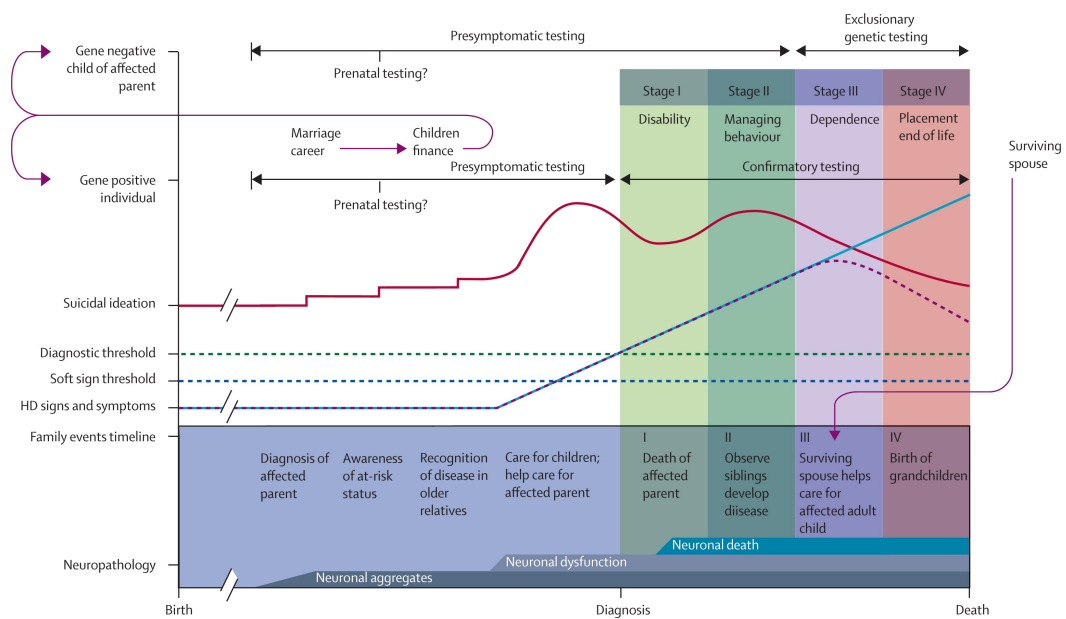 Exclusionary
genetic testing
Presymptomatic testing
Gene negative
child of affected
parent
Prenatal testing?
Stage I
Stage II
Stage III
Stage IV
Disability
Managing
behaviour
Dependence
Placement
end of life
Marriage
career
Children
finance
Surviving
spouse
Presymptomatic testing
Confirmatory testing
Gene positive
individual
Prenatal testing?
Suicidal ideation
Diagnostic threshold
Soft sign threshold
HD signs and symptoms
Family events timeline
Diagnosis of
affected
parent
Awareness
of at-risk
status
Recognition
of disease in
older
relatives
Care for children;
help care for
affected parent
I
Death of
affected
parent
II
Observe
siblings
develop
diisease
III
Surviving
spouse helps
care for
affected adult
child
IV
Birth of
grandchildren
Neuronal death
Neuronal dysfunction
Neuronal aggregates
Neuropathology
Birth
Diagnosis
Death